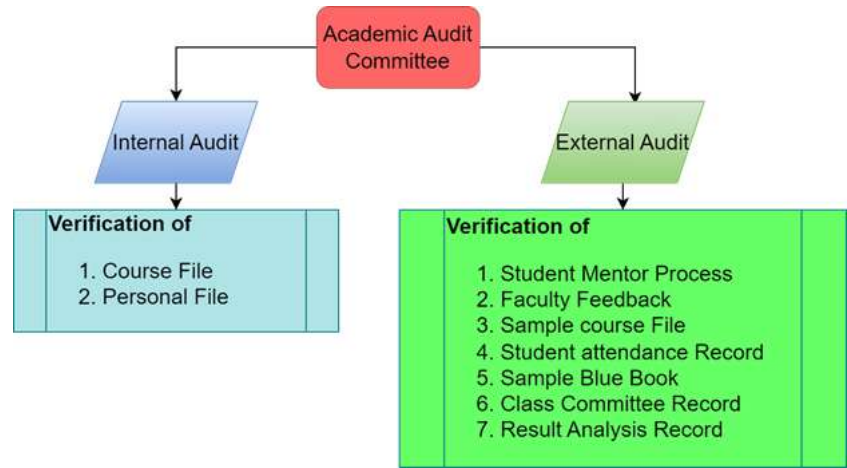 Academic Audit
Committee
Internal Audit
External Audit
Verification of
1. Course File
2. Personal File
Verification of
1. Student Mentor Process
2. Faculty Feedback
3. Sample course File
4. Student attendance Record
5. Sample Blue Book
6. Class Committee Record
7. Result Analysis Record